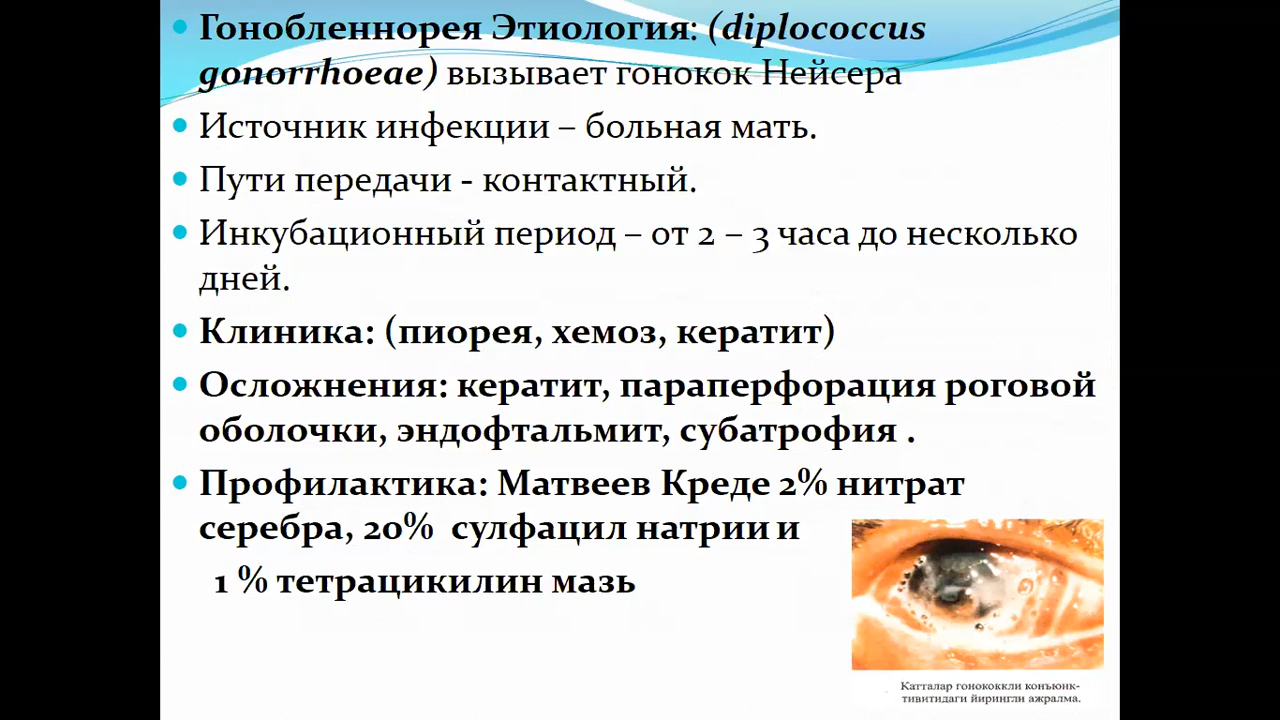 Гонобленнорея Этиология: (diplococcus
gonorrhoeae) вызывает гонокок Нейсера
Источник инфекции – больная мать.
Пути передачи - контактный.
Инкубационный период – от 2 – 3 часа до несколько
дней.
Клиника: (пиорея, хемоз, кератит)
Осложнения: кератит, параперфорация роговой
оболочки, эндофтальмит, субатрофия .
Профилактика: Матвеев Креде 2% нитрат
серебра, 20% сулфацил натрии и
1 % тетрацикилин мазь
Катталар гонококкли конъюнк-
тивитидаги йирингли ажралма.